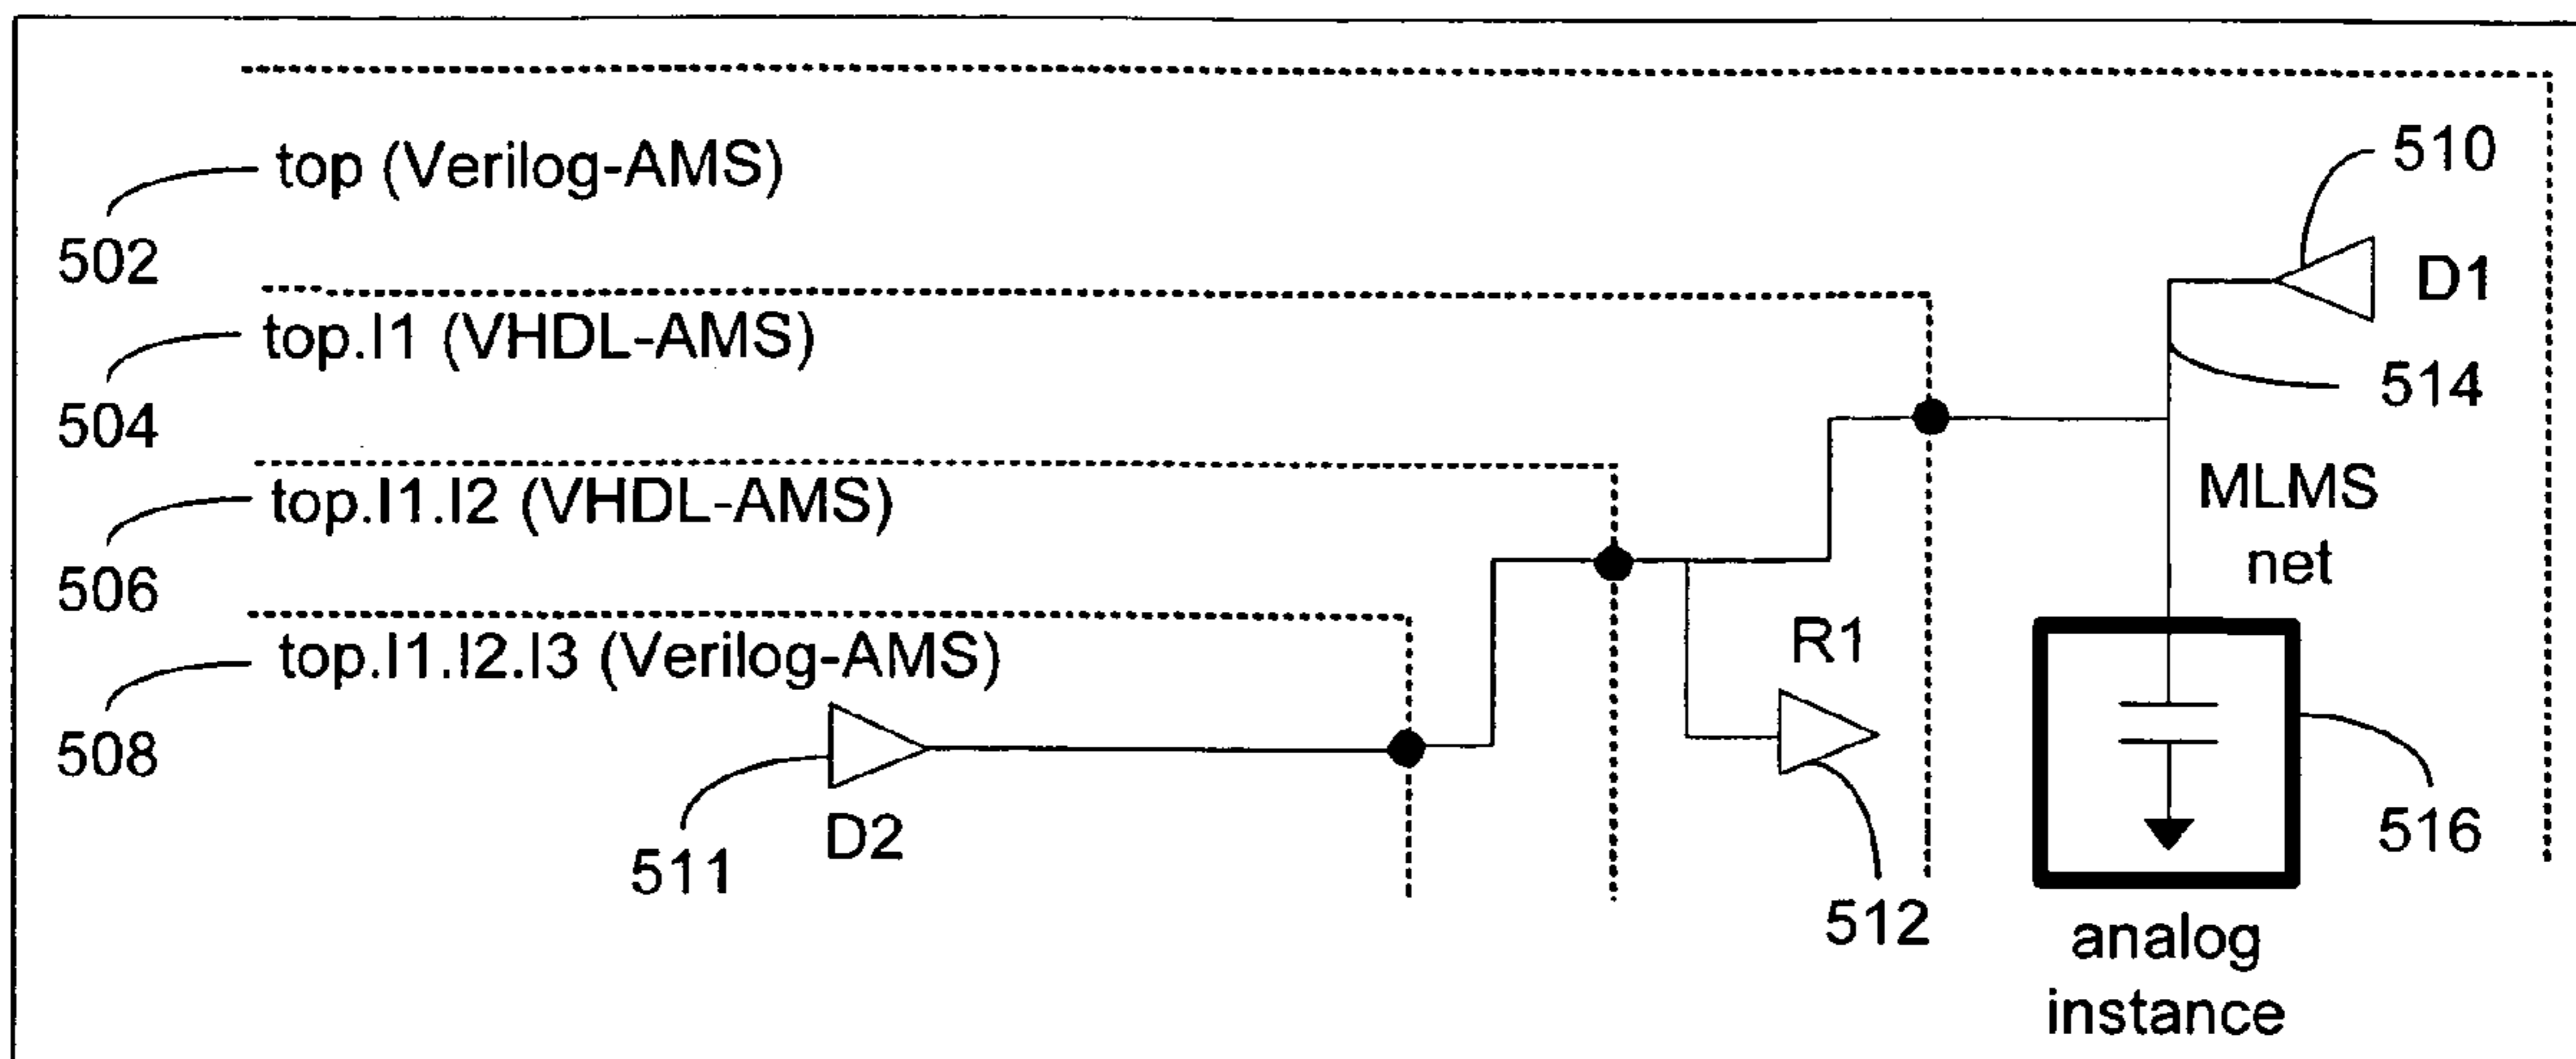 top (Verilog-AMS)
502
510
D1
top.I1 (VHDL-AMS)
504
514
top.I1.I2 (VHDL-AMS)
506
MLMS
net
top.I1.I2.I3 (Verilog-AMS)
508
R1
D2
511
512
516
analog
instance